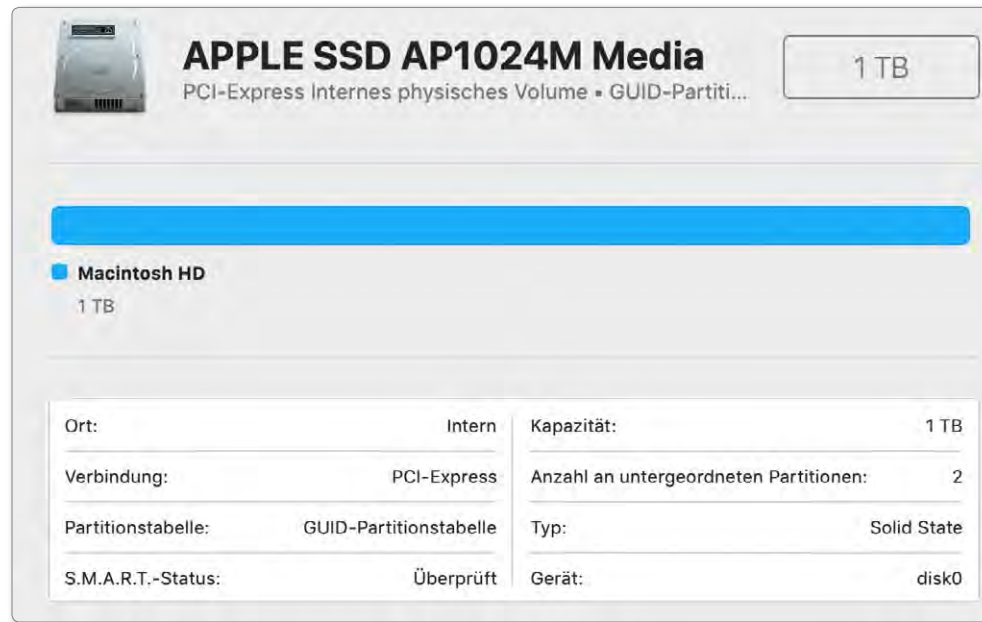 APPLE SSD AP1024M Media
PCI-Express Internes physisches Volume • GUID-Partiti...
1 TB
Macintosh HD
1 TB
Ort: Intern
Kapazität: 1 TB
Verbindung: PCI-Express
Anzahl an untergeordneten Partitionen: 2
Partitionstabelle: GUID-Partitionstabelle
Typ: Solid State
S.M.A.R.T.-Status: Überprüft
Gerät: disk0